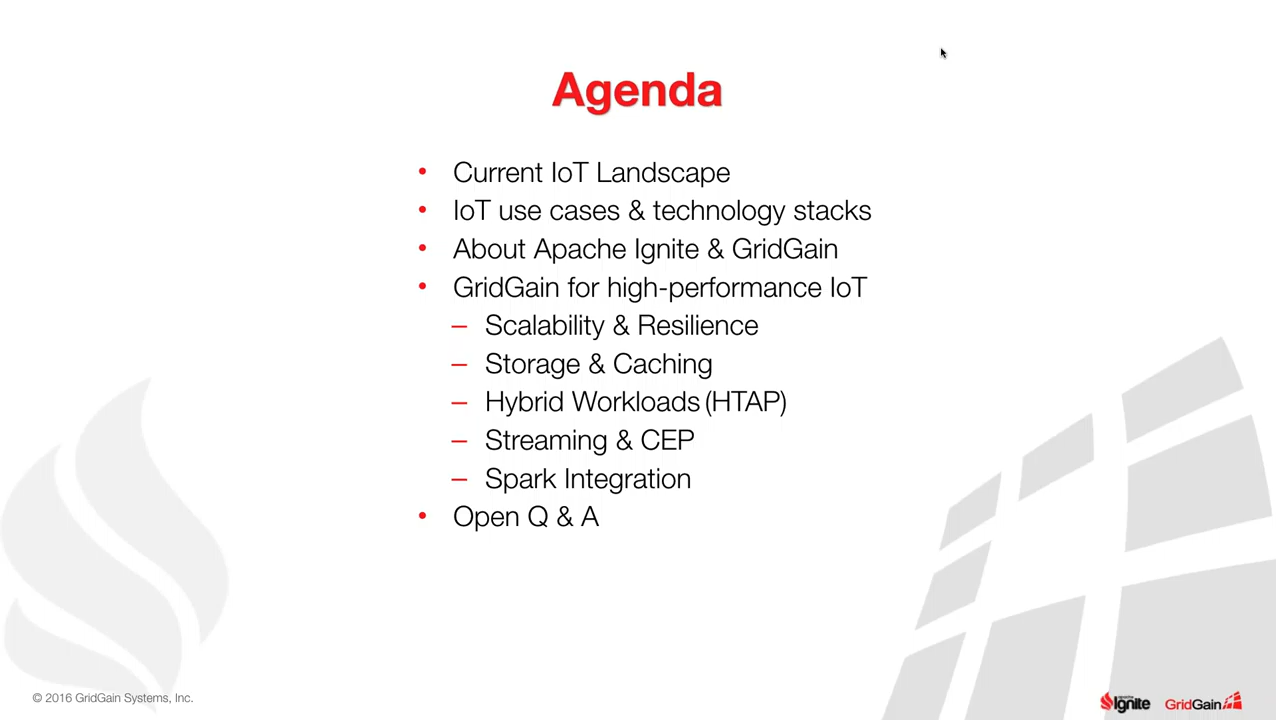 Agenda
• Current IoT Landscape
• IoT use cases & technology stacks
• About Apache Ignite & GridGain
• GridGain for high-performance IoT
– Scalability & Resilience
– Storage & Caching
– Hybrid Workloads (HTAP)
– Streaming & CEP
– Spark Integration
• Open Q & A
© 2016 GridGain Systems, Inc.
Ignite
GridGain